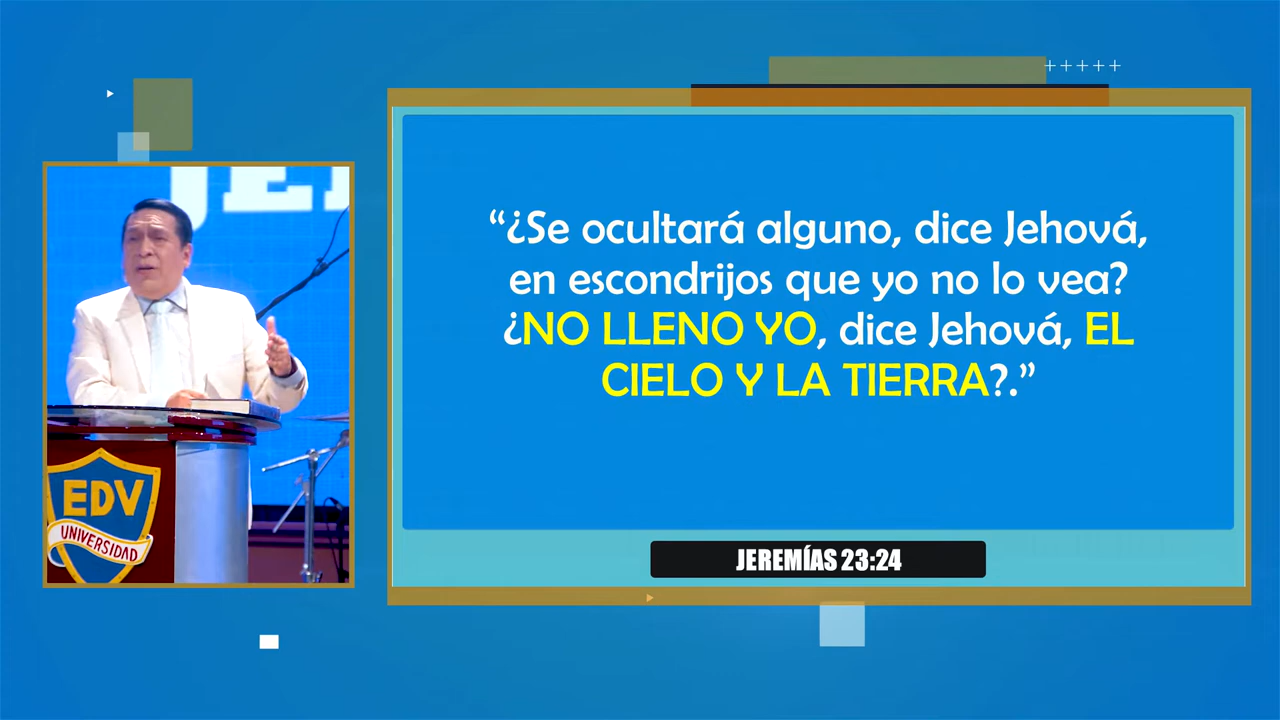 JE
EDV
UNIVERSIDAD
“¿Se ocultará alguno, dice Jehová,
en escondrijos que yo no lo vea?
¿NO LLENO YO, dice Jehová, EL
CIELO Y LA TIERRA?.”
JEREMÍAS 23:24
+++++